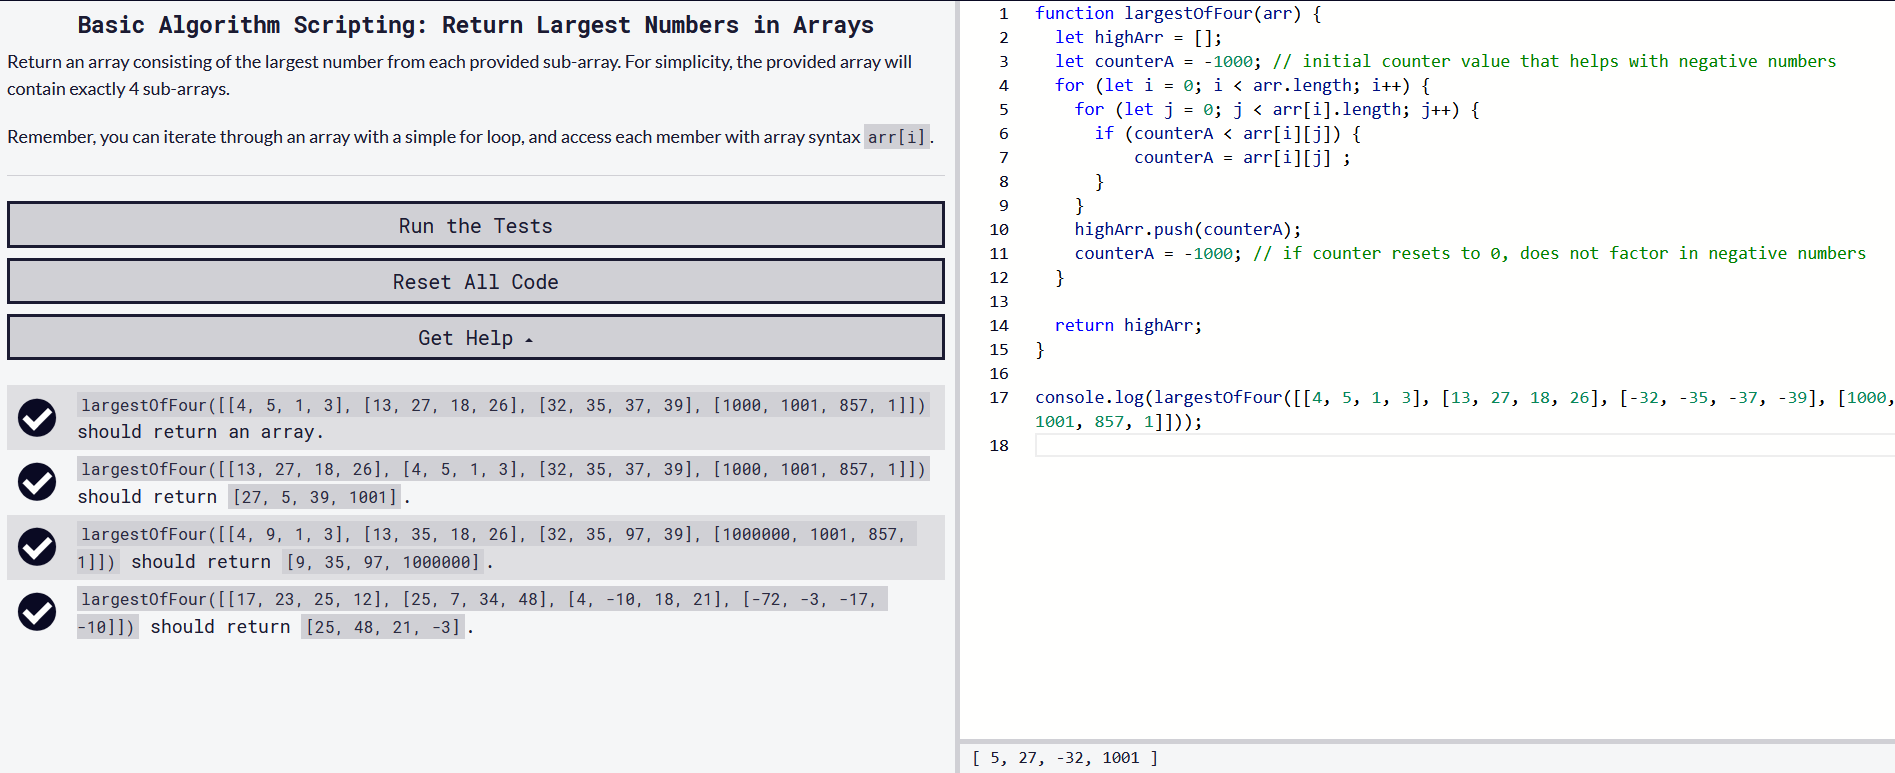 Basic Algorithm Scripting: Return Largest Numbers in Arrays
Return an array consisting of the largest number from each provided sub-array. For simplicity, the provided array will
contain exactly 4 sub-arrays.
Remember, you can iterate through an array with a simple for loop, and access each member with array syntax arr[i].
Run the Tests
Reset All Code
Get Help
largestOfFour([[4, 5, 1, 3], [13, 27, 18, 26], [32, 35, 37, 39], [1000, 1001, 857, 1]])
should return an array.
largestOfFour([[13, 27, 18, 26], [4, 5, 1, 3], [32, 35, 37, 39], [1000, 1001, 857, 1]])
should return [27, 5, 39, 1001].
largestOfFour([[4, 9, 1, 3], [13, 35, 18, 26], [32, 35, 97, 39], [1000000, 1001, 857,
1]]) should return [9, 35, 97, 1000000].
largestOfFour([[17, 23, 25, 12], [25, 7, 34, 48], [4, -10, 18, 21], [-72, -3, -17,
-10]]) should return [25, 48, 21, -3].
1 function largestOfFour(arr) {
2 let highArr = [];
3 let counterA = -1000; // initial counter value that helps with negative numbers
4 for (let i = 0; i < arr.length; i++) {
5 for (let j = 0; j < arr[i].length; j++) {
6 if (counterA < arr[i][j]) {
7 counterA = arr[i][j] ;
8 }
9 }
10 highArr.push(counterA);
11 counterA = -1000; // if counter resets to 0, does not factor in negative numbers
12 }
13
14 return highArr;
15 }
16
17 console.log(largestOfFour([[4, 5, 1, 3], [13, 27, 18, 26], [-32, -35, -37, -39], [1000,
1001, 857, 1]]));
18
[ 5, 27, -32, 1001 ]